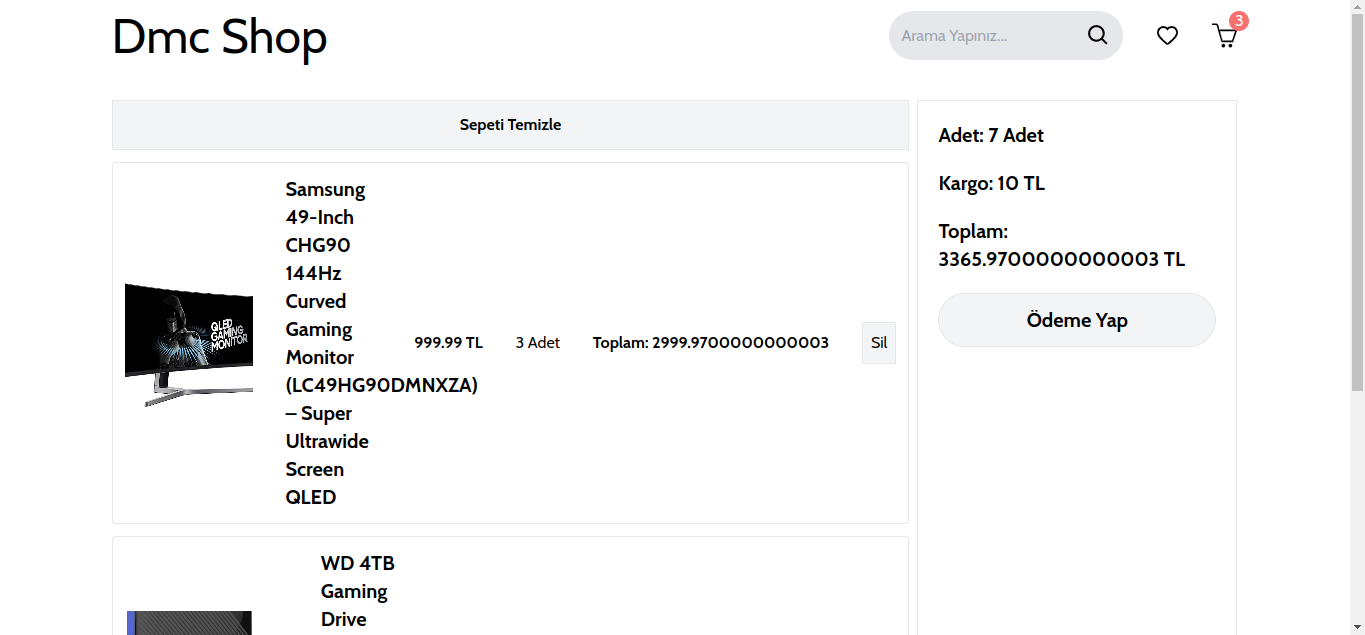 Dmc Shop
Arama Yapınız...
3
Sepeti Temizle
Samsung
49-Inch
CHG90
144Hz
Curved
Gaming
Monitor
(LC49HG90DMNXZA)
– Super
Ultrawide
Screen
QLED
QLED
GAMING
MONITOR
999.99 TL
3 Adet
Toplam: 2999.9700000000003
Sil
WD 4TB
Gaming
Drive
Adet: 7 Adet
Kargo: 10 TL
Toplam:
3365.9700000000003 TL
Ödeme Yap